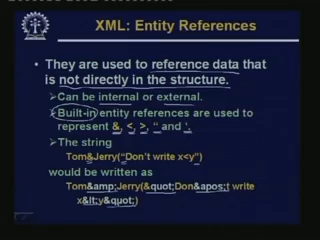 XML: Entity References
• They are used to reference data that
is not directly in the structure.
➢Can be internal or external.
➢Built-in entity references are used to
represent &, <, >, “ and ‘.
➢The string
Tom&Jerry(“Don’t write x<y”)
would be written as
Tom&amp;Jerry(&quot;Don&apos;t write
x&lt;y&quot;)